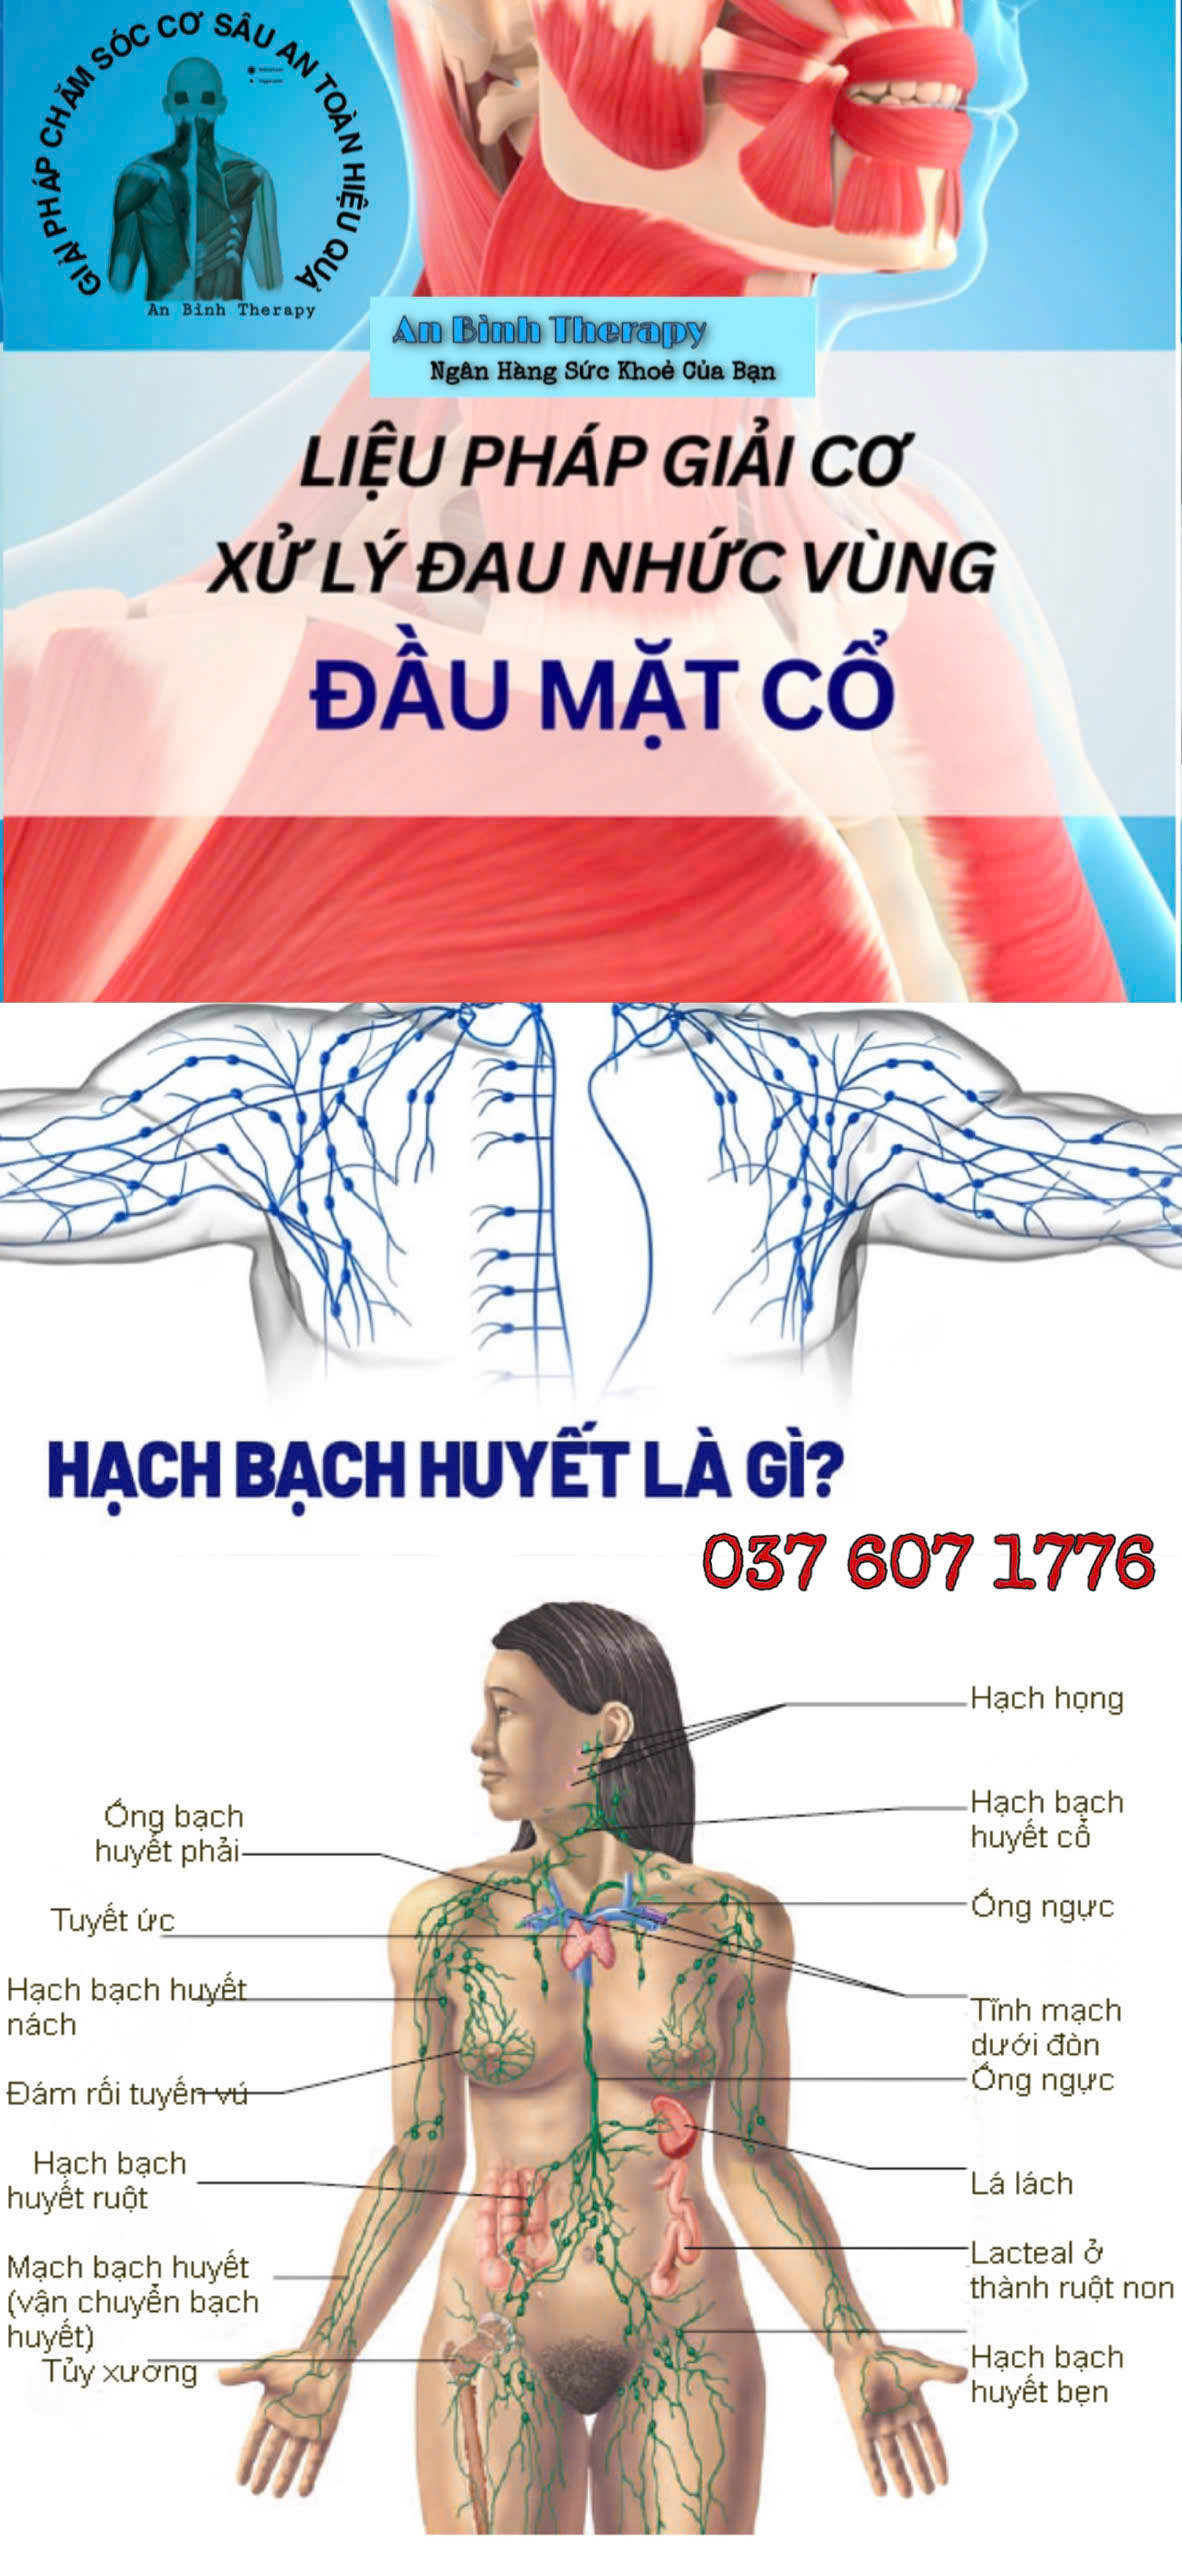 GIẢI PHÁP CHĂM SÓC CƠ SÂU AN TOÀN HIỆU QUẢ
An Bình Therapy
An Bình Therapy
Ngân Hàng Sức Khoẻ Của Bạn
LIỆU PHÁP GIẢI CƠ
XỬ LÝ ĐAU NHỨC VÙNG
ĐẦU MẶT CỔ
HẠCH BẠCH HUYẾT LÀ GÌ?
037 607 1776
Hạch họng
Hạch bạch
huyết cổ
Ống ngực
Tĩnh mạch
dưới đòn
Ống ngực
Lá lách
Lacteal ở
thành ruột non
Hạch bạch
huyết bẹn
Ống bạch
huyết phải
Tuyết ức
Hạch bạch huyết
nách
Đám rối tuyến vú
Hạch bạch
huyết ruột
Mạch bạch huyết
(vận chuyển bạch
huyết)
Tủy xương